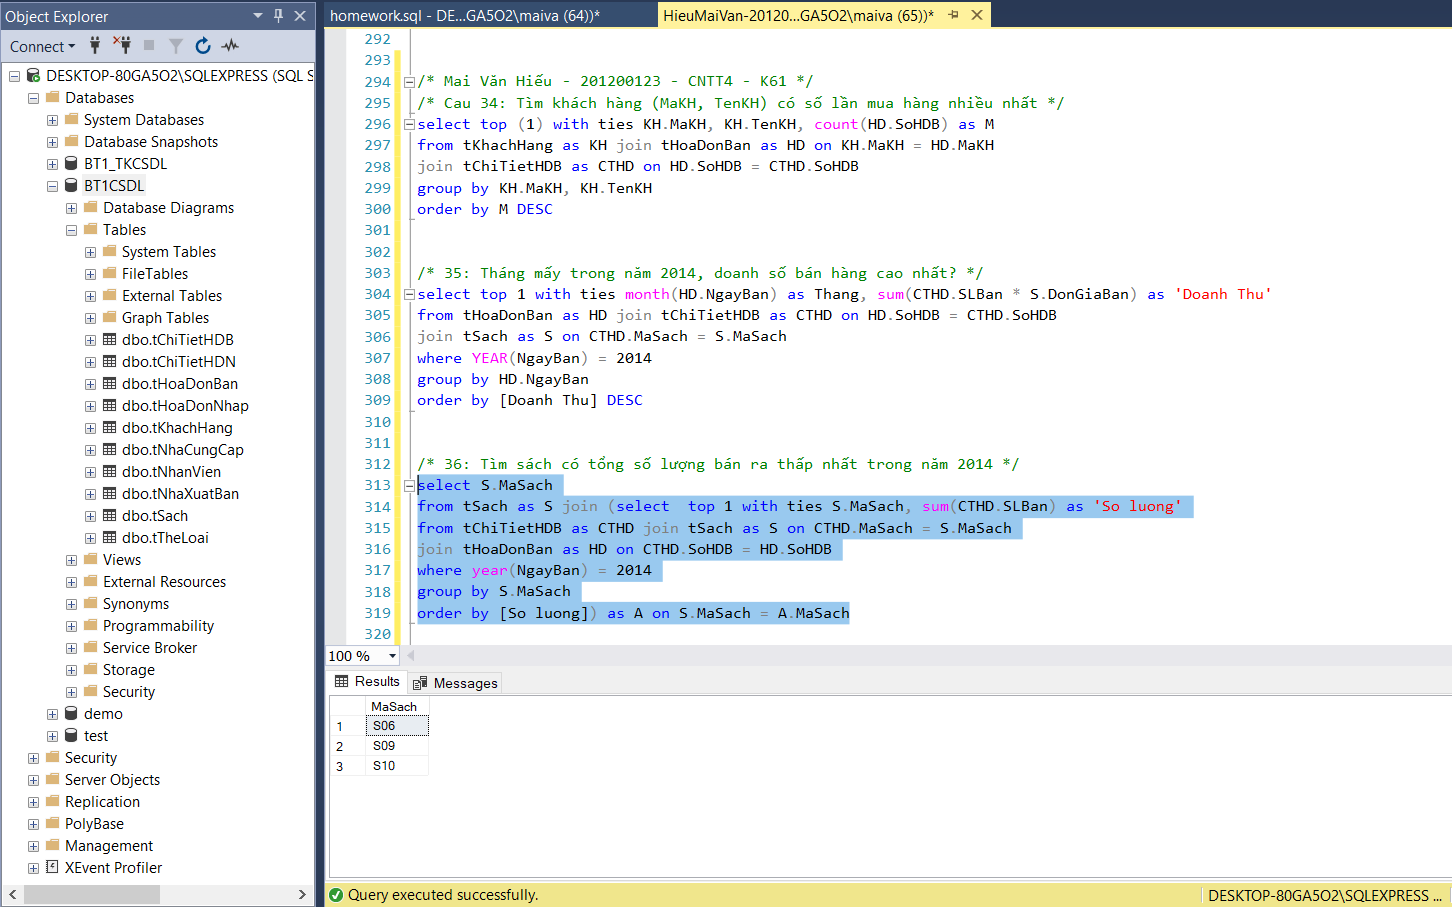 Object Explorer
Connect
DESKTOP-80GA5O2\SQLEXPRESS (SQL S
Databases
System Databases
Database Snapshots
BT1_TKCSDL
BT1CSDL
Database Diagrams
Tables
System Tables
FileTables
External Tables
Graph Tables
dbo.tChiTietHDB
dbo.tChiTietHDN
dbo.tHoaDonBan
dbo.tHoaDonNhap
dbo.tKhachHang
dbo.tNhaCungCap
dbo.tNhanVien
dbo.tNhaXuatBan
dbo.tSach
dbo.tTheLoai
Views
External Resources
Synonyms
Programmability
Service Broker
Storage
Security
demo
test
Security
Server Objects
Replication
PolyBase
Management
XEvent Profiler
homework.sql - DE...GA5O2\maiva (64))*
HieuMaiVan-20120...GA5O2\maiva (65))*
292
293
294 /* Mai Văn Hiếu - 201200123 - CNTT4 - K61 */
295 /* Cau 34: Tìm khách hàng (MaKH, TenKH) có số lần mua hàng nhiều nhất */
296 select top (1) with ties KH.MaKH, KH.TenKH, count(HD.SoHDB) as M
297 from tKhachHang as KH join tHoaDonBan as HD on KH.MaKH = HD.MaKH
298 join tChiTietHDB as CTHD on HD.SoHDB = CTHD.SoHDB
299 group by KH.MaKH, KH.TenKH
300 order by M DESC
301
302
303 /* 35: Tháng mấy trong năm 2014, doanh số bán hàng cao nhất? */
304 select top 1 with ties month(HD.NgayBan) as Thang, sum(CTHD.SLBan * S.DonGiaBan) as 'Doanh Thu'
305 from tHoaDonBan as HD join tChiTietHDB as CTHD on HD.SoHDB = CTHD.SoHDB
306 join tSach as S on CTHD.MaSach = S.MaSach
307 where YEAR(NgayBan) = 2014
308 group by HD.NgayBan
309 order by [Doanh Thu] DESC
310
311
312 /* 36: Tìm sách có tổng số lượng bán ra thấp nhất trong năm 2014 */
313 select S.MaSach
314 from tSach as S join (select  top 1 with ties S.MaSach, sum(CTHD.SLBan) as 'So luong'
315 from tChiTietHDB as CTHD join tSach as S on CTHD.MaSach = S.MaSach
316 join tHoaDonBan as HD on CTHD.SoHDB = HD.SoHDB
317 where year(NgayBan) = 2014
318 group by S.MaSach
319 order by [So luong]) as A on S.MaSach = A.MaSach
320
100 %
Results Messages
MaSach
1 S06
2 S09
3 S10
Query executed successfully.
DESKTOP-80GA5O2\SQLEXPRESS ...